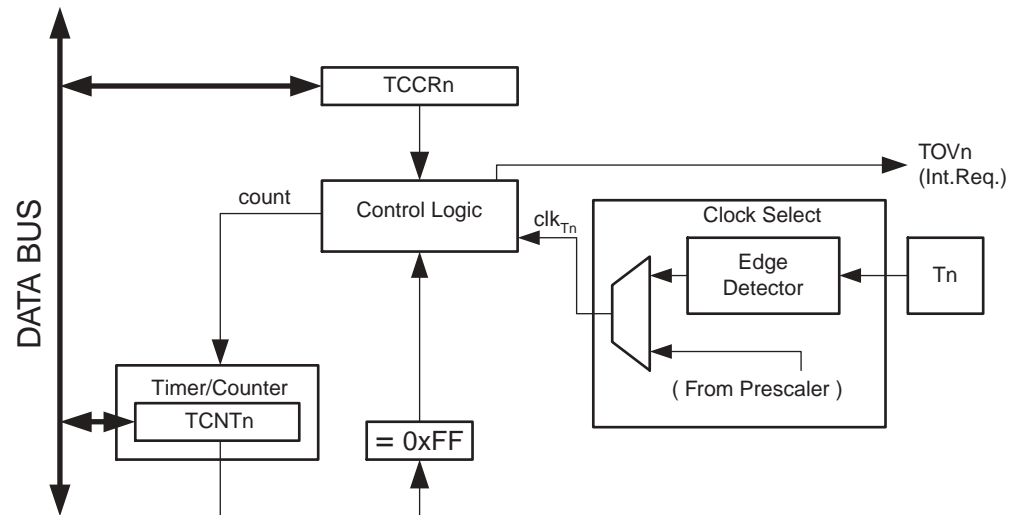 TCCRn
TOVn
(Int.Req.)
count
Control Logic
clkTn
Clock Select
Edge
Detector
Tn
DATA BUS
( From Prescaler )
Timer/Counter
TCNTn
= 0xFF